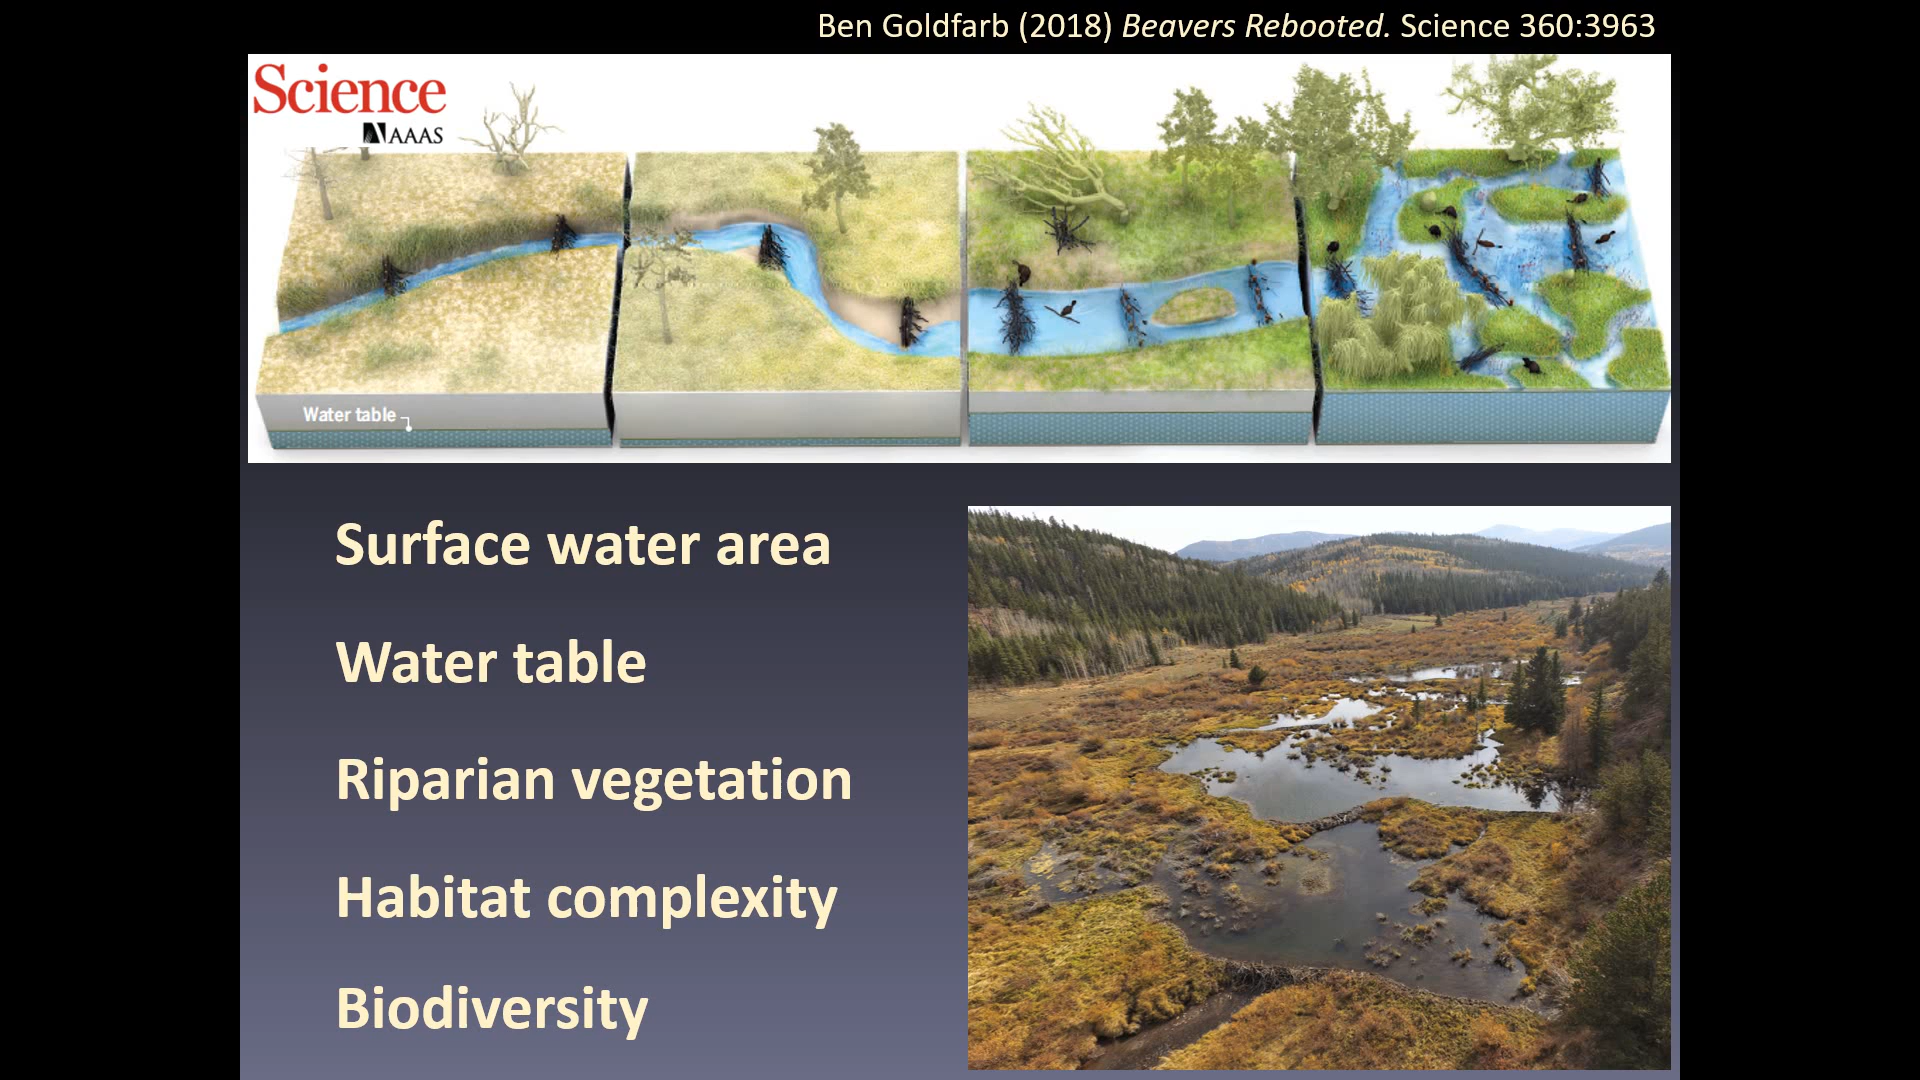 Ben Goldfarb (2018) Beavers Rebooted. Science 360:3963
Science
AAAS
Water table
Surface water area
Water table
Riparian vegetation
Habitat complexity
Biodiversity